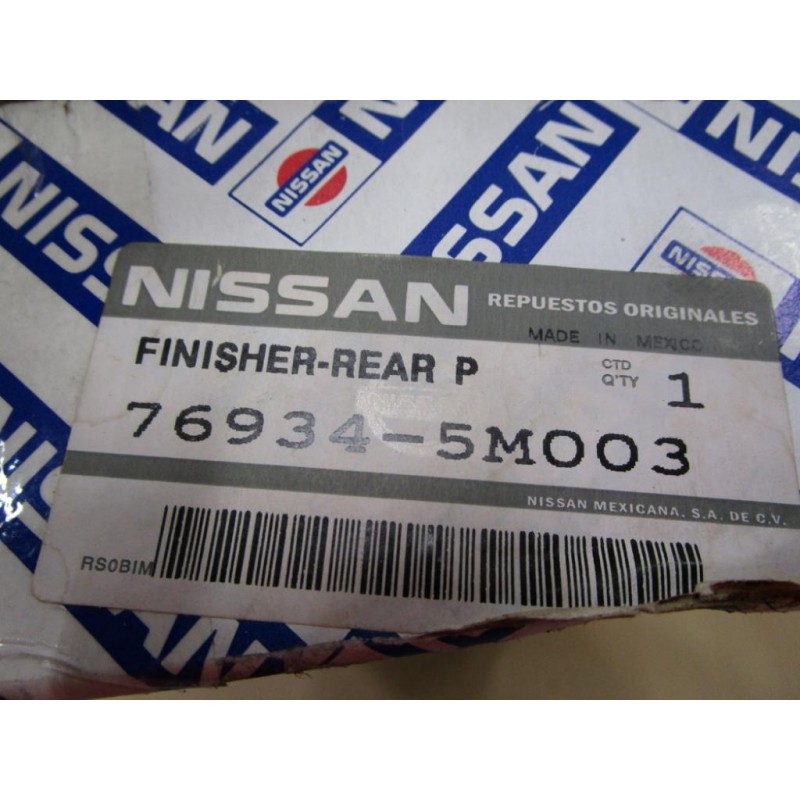 NISSAN
NISSAN
NISSAN
NISSAN
NISSAN REPUESTOS ORIGINALES
MADE IN MEXICO
FINISHER-REAR P
CTD
Q'TY 1
76934-5M003
NISSAN MEXICANA, S.A. DE C.V.
RS0BIM